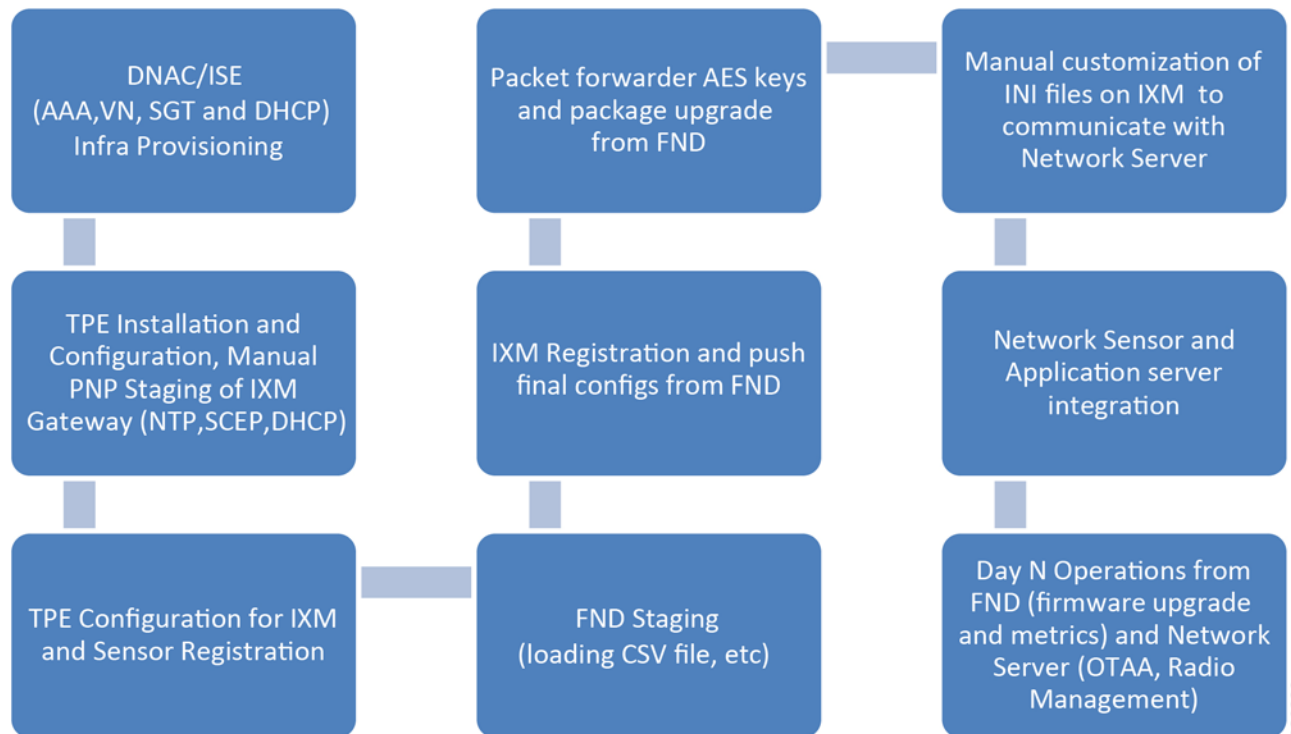 DNAC/ISE
(AAA,VN, SGT and DHCP)
Infra Provisioning
TPE Installation and
Configuration, Manual
PNP Staging of IXM
Gateway (NTP,SCEP,DHCP)
TPE Configuration for IXM
and Sensor Registration
FND Staging
(loading CSV file, etc)
IXM Registration and push
final configs from FND
Packet forwarder AES keys
and package upgrade
from FND
Manual customization of
INI files on IXM to
communicate with
Network Server
Network Sensor and
Application server
integration
Day N Operations from
FND (firmware upgrade
and metrics) and Network
Server (OTAA, Radio
Management)